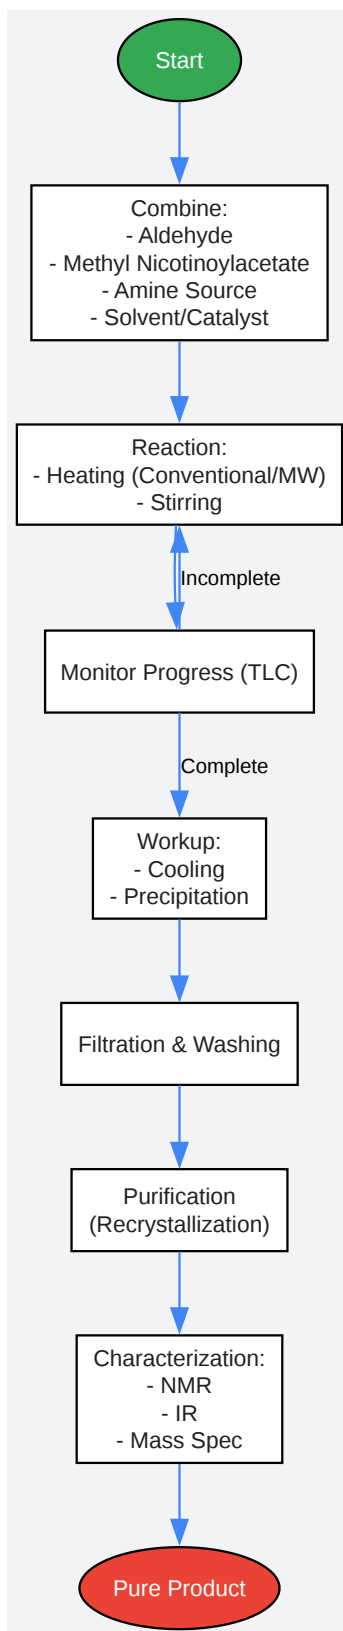 Start
Combine:
- Aldehyde
- Methyl Nicotinoylacetate
- Amine Source
- Solvent/Catalyst
Reaction:
- Heating (Conventional/MW)
- Stirring
Incomplete
Monitor Progress (TLC)
Complete
Workup:
- Cooling
- Precipitation
Filtration & Washing
Purification
(Recrystallization)
Characterization:
- NMR
- IR
- Mass Spec
Pure Product